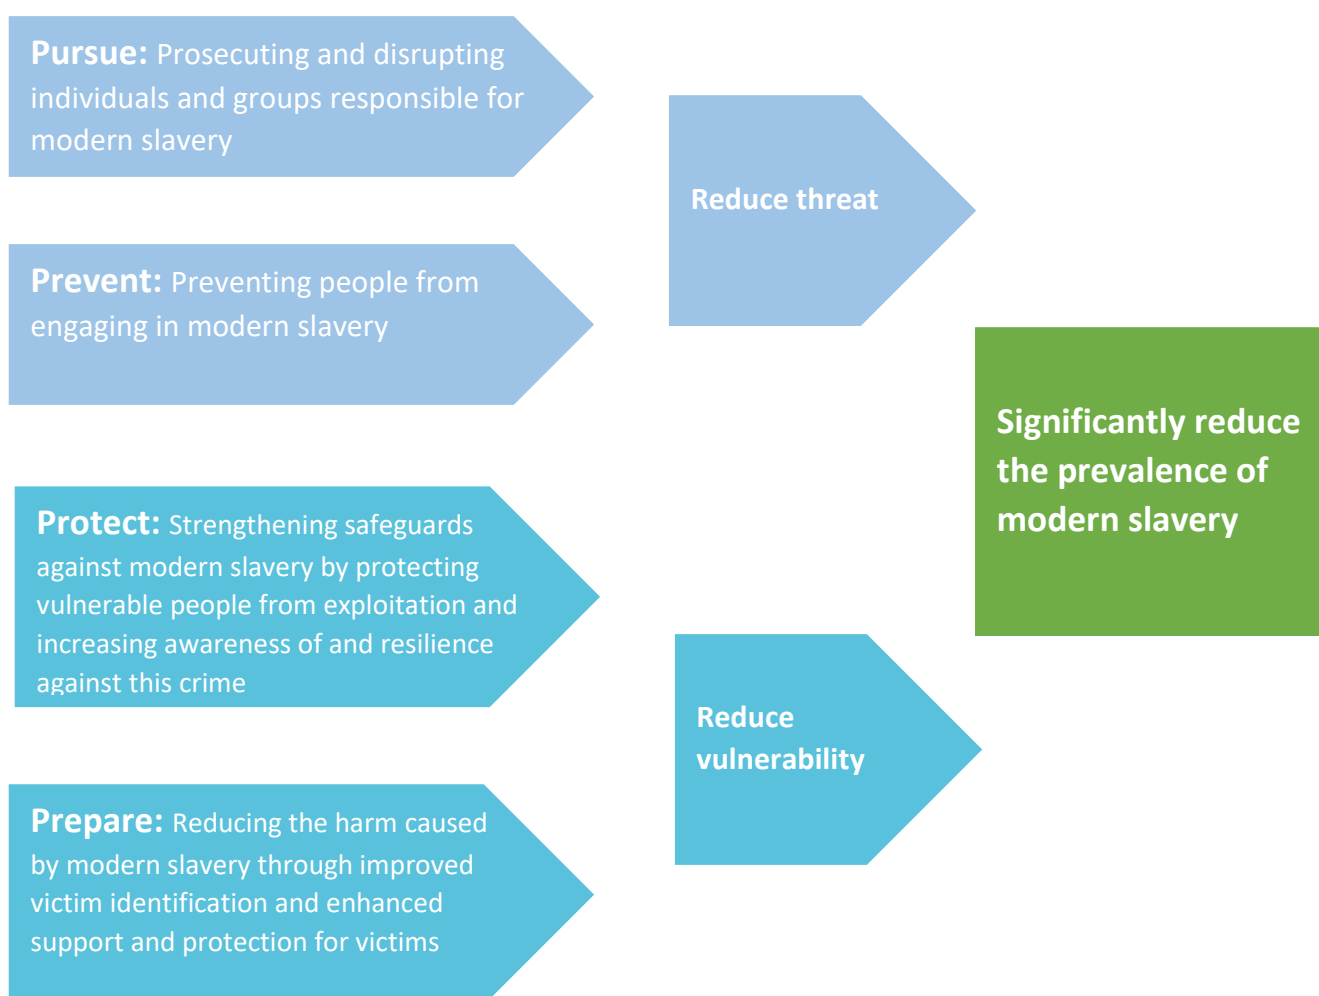 Pursue: Prosecuting and disrupting
individuals and groups responsible for
modern slavery
Reduce threat
Prevent: Preventing people from
engaging in modern slavery
Significantly reduce
the prevalence of
modern slavery
Protect: Strengthening safeguards
against modern slavery by protecting
vulnerable people from exploitation and
increasing awareness of and resilience
against this crime
Reduce
vulnerability
Prepare: Reducing the harm caused
by modern slavery through improved
victim identification and enhanced
support and protection for victims